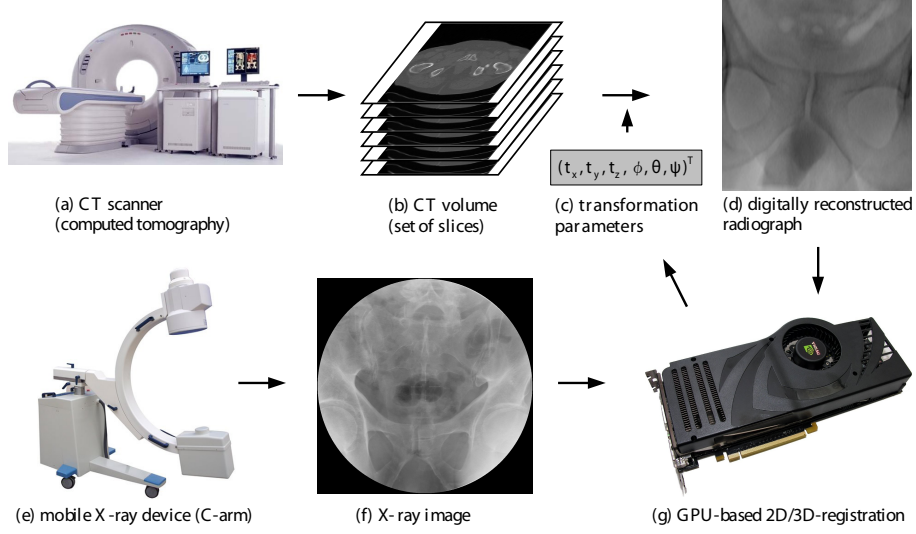 (t_x, t_y, t_z, ϕ, θ, ψ)^T
(a) CT scanner
(computed tomography)
(b) CT volume
(set of slices)
(c) transformation
parameters
(d) digitally reconstructed
radiograph
(e) mobile X-ray device (C-arm)
(f) X-ray image
(g) GPU-based 2D/3D-registration